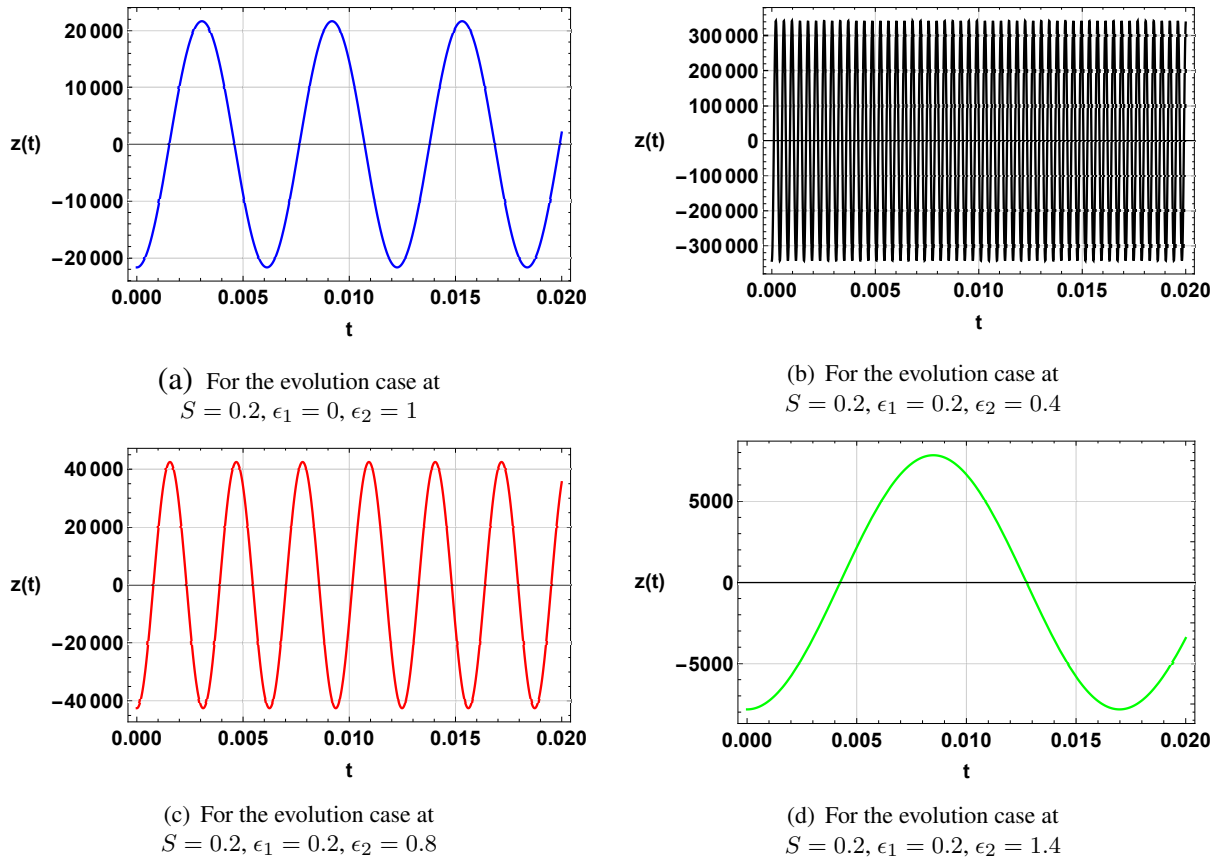 20 000
10 000
z(t)
0
−10 000
−20 000
0.000 0.005 0.010 0.015 0.020
t
(a) For the evolution case at
S = 0.2, ϵ1 = 0, ϵ2 = 1
300 000
200 000
100 000
z(t)
0
−100 000
−200 000
−300 000
0.000 0.005 0.010 0.015 0.020
t
(b) For the evolution case at
S = 0.2, ϵ1 = 0.2, ϵ2 = 0.4
40 000
20 000
z(t)
0
−20 000
−40 000
0.000 0.005 0.010 0.015 0.020
t
(c) For the evolution case at
S = 0.2, ϵ1 = 0.2, ϵ2 = 0.8
5000
z(t)
0
−5000
0.000 0.005 0.010 0.015 0.020
t
(d) For the evolution case at
S = 0.2, ϵ1 = 0.2, ϵ2 = 1.4